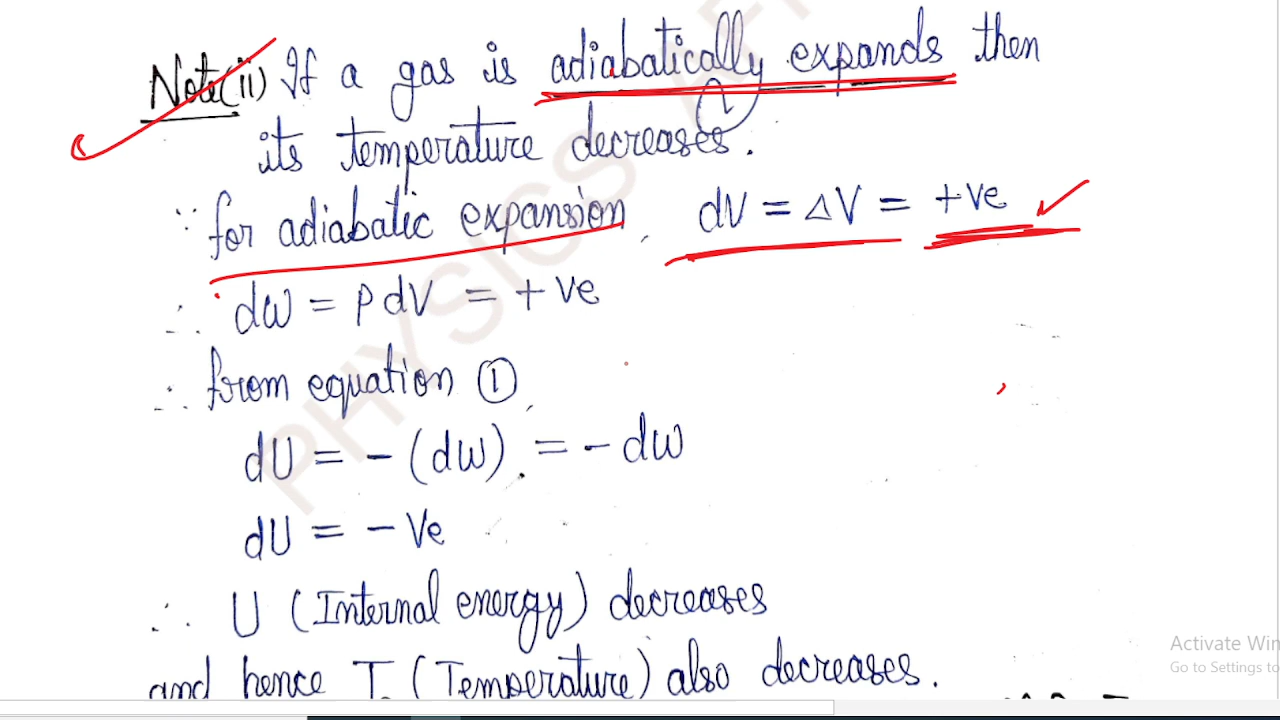 Note(ii) If a gas is adiabatically expands then
its temperature decreases.
∵ for adiabatic expansion, dV = ΔV = +ve
∴ dw = PdV = +ve
∴ from equation ①,
dU = -(dw). = -dw
dU = -Ve
∴ U (Internal energy) decreases
and hence T. (Temperature) also decreases.
PHYSICS
Activate Win
Go to Settings to